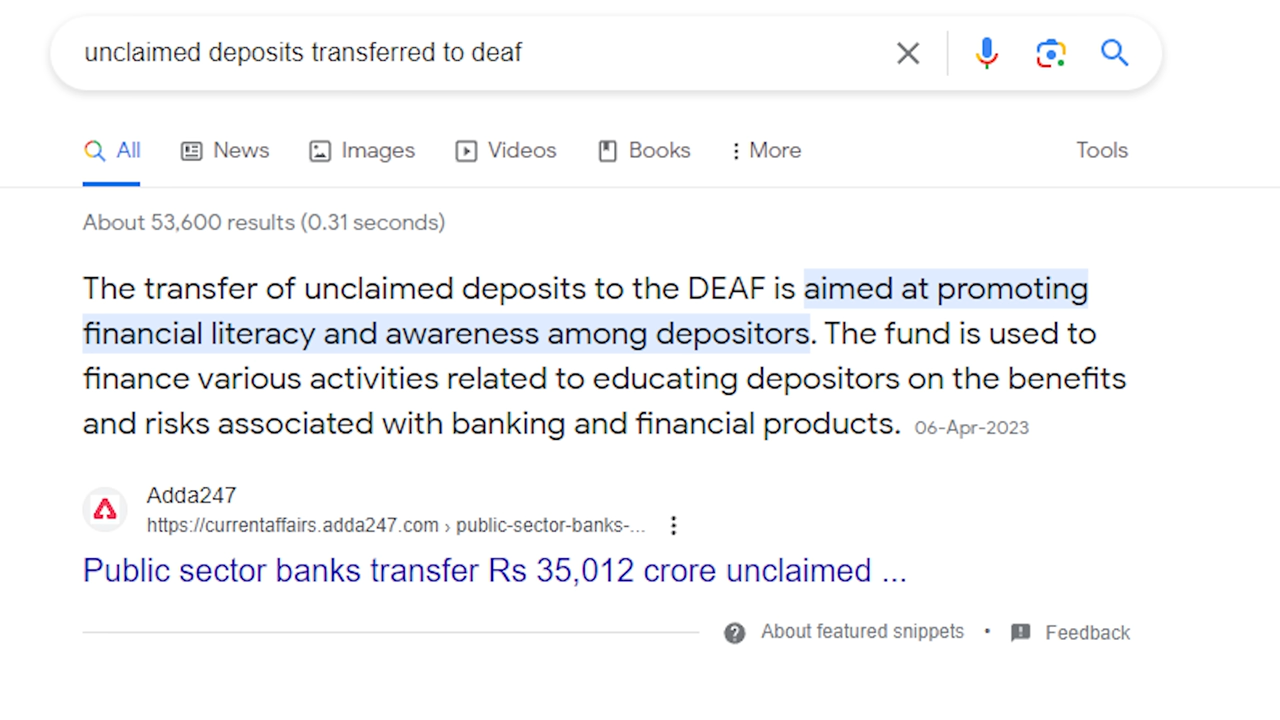 unclaimed deposits transferred to deaf
All News Images Videos Books More Tools
About 53,600 results (0.31 seconds)
The transfer of unclaimed deposits to the DEAF is aimed at promoting
financial literacy and awareness among depositors. The fund is used to
finance various activities related to educating depositors on the benefits
and risks associated with banking and financial products. 06-Apr-2023
Adda247
https://currentaffairs.adda247.com › public-sector-banks-...
Public sector banks transfer Rs 35,012 crore unclaimed ...
About featured snippets • Feedback